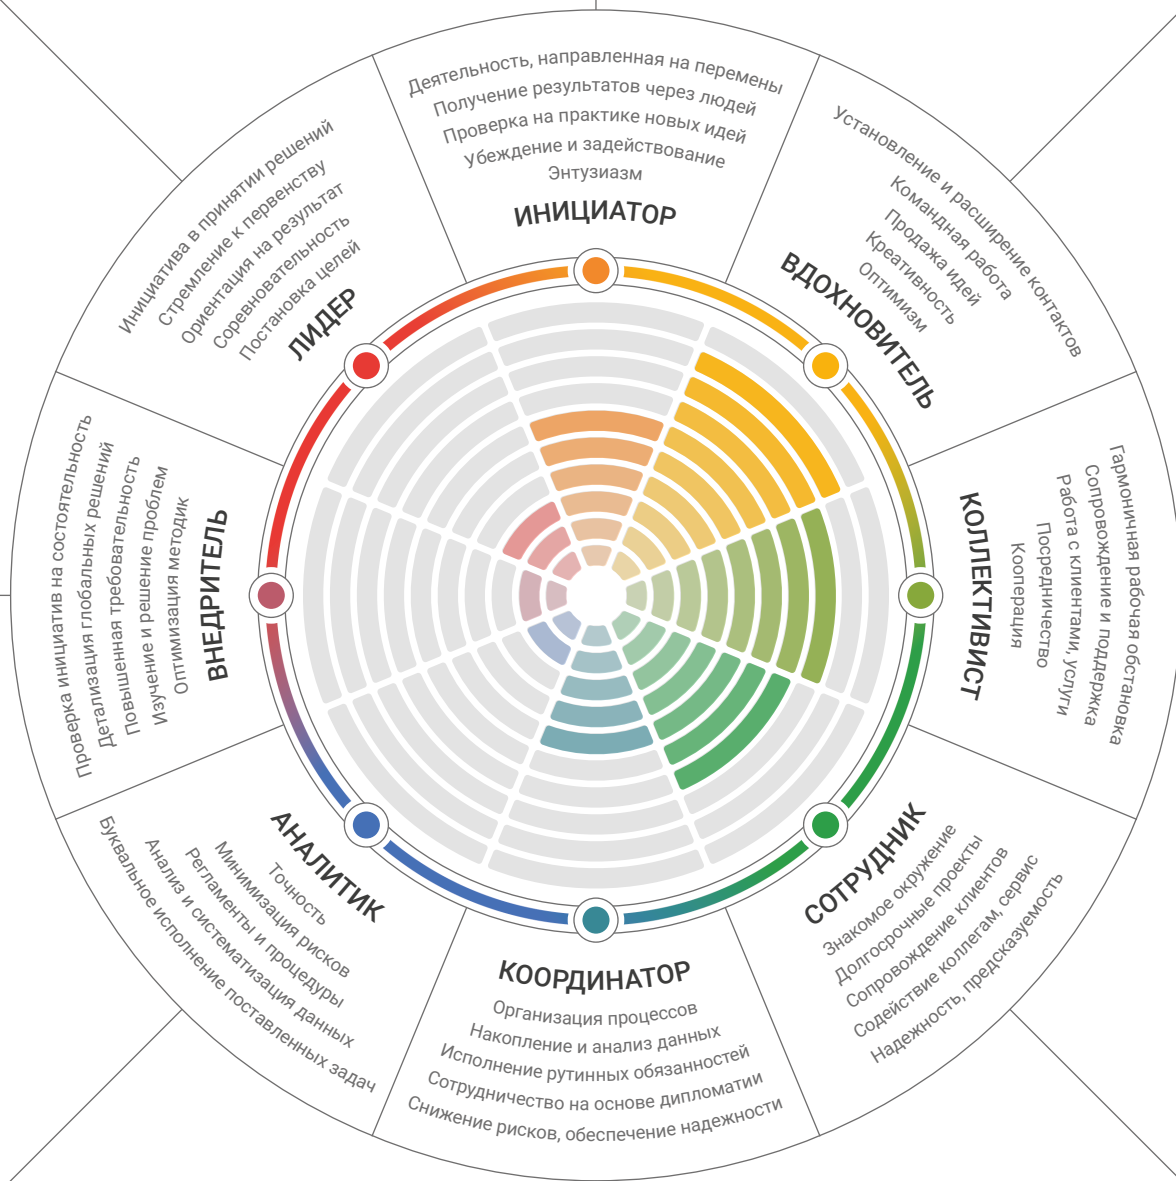 Деятельность, направленная на перемены
Получение результатов через людей
Проверка на практике новых идей
Убеждение и задействование
Энтузиазм
ИНИЦИАТОР
Установление и расширение контактов
Командная работа
Продажа идей
Креативность
Оптимизм
ВДОХНОВИТЕЛЬ
Гармоничная рабочая обстановка
Сопровождение и поддержка
Работа с клиентами, услуги
Посредничество
Кооперация
КОЛЛЕКТИВИСТ
СОТРУДНИК
Знакомое окружение
Долгосрочные проекты
Сопровождение клиентов
Содействие коллегам, сервис
Надежность, предсказуемость
КООРДИНАТОР
Организация процессов
Накопление и анализ данных
Исполнение рутинных обязанностей
Сотрудничество на основе дипломатии
Снижение рисков, обеспечение надежности
АНАЛИТИК
Точность
Минимизация рисков
Регламенты и процедуры
Анализ и систематизация данных
Буквальное исполнение поставленных задач
Проверка инициатив на состоятельность
Детализация глобальных решений
Повышенная требовательность
Изучение и решение проблем
Оптимизация методик
ВНЕДРИТЕЛЬ
Инициатива в принятии решений
Стремление к первенству
Ориентация на результат
Соревновательность
Постановка целей
ЛИДЕР